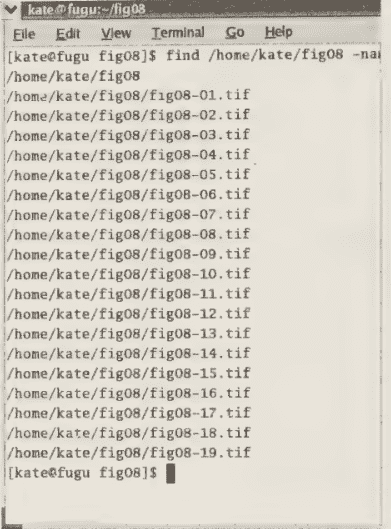 kate@fugu:~/fig08
File Edit View Terminal Go Help
[kate@fugu fig08]$ find /home/kate/fig08 -na
/home/kate/fig08
/home/kate/fig08/fig08-01.tif
/home/kate/fig08/fig08-02.tif
/home/kate/fig08/fig08-03.tif
/home/kate/fig08/fig08-04.tif
/home/kate/fig08/fig08-05.tif
/home/kate/fig08/fig08-06.tif
/home/kate/fig08/fig08-07.tif
/home/kate/fig08/fig08-08.tif
/home/kate/fig08/fig08-09.tif
/home/kate/fig08/fig08-10.tif
/home/kate/fig08/fig08-11.tif
/home/kate/fig08/fig08-12.tif
/home/kate/fig08/fig08-13.tif
/home/kate/fig08/fig08-14.tif
/home/kate/fig08/fig08-15.tif
/home/kate/fig08/fig08-16.tif
/home/kate/fig08/fig08-17.tif
/home/kate/fig08/fig08-18.tif
/home/kate/fig08/fig08-19.tif
[kate@fugu fig08]$